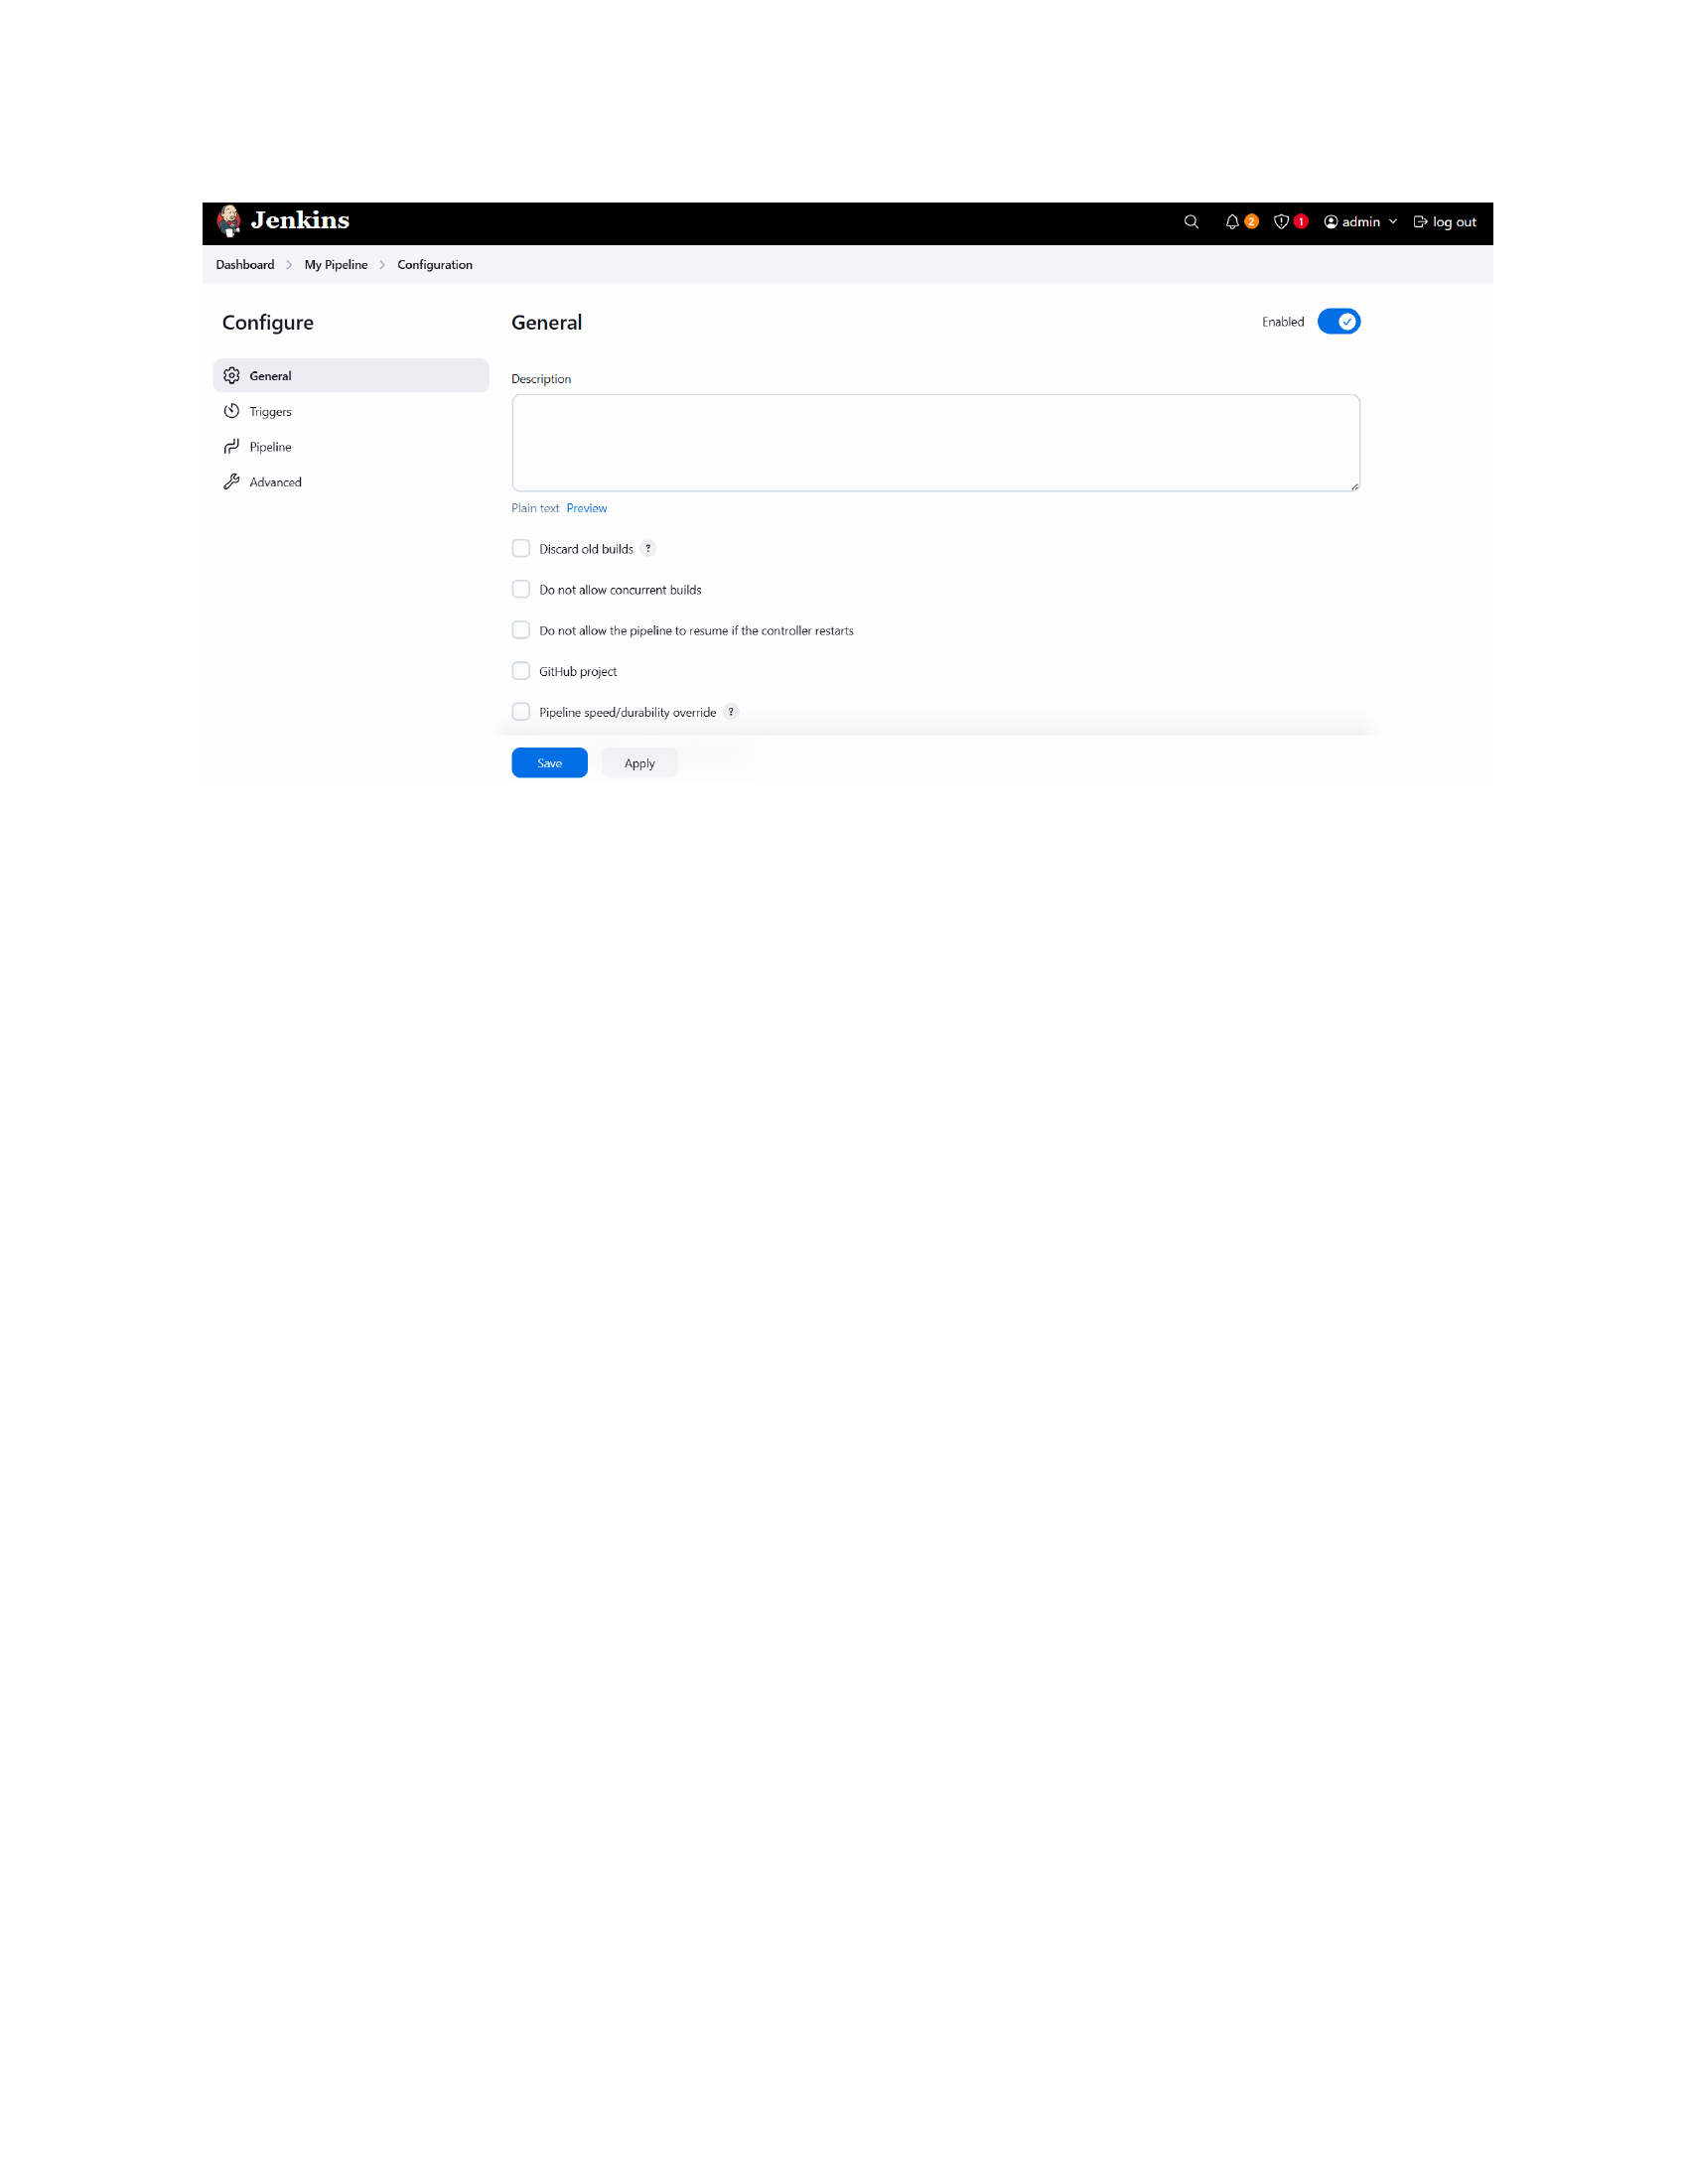 Jenkins
2
1
admin
log out
Dashboard > My Pipeline > Configuration
Configure
General
Triggers
Pipeline
Advanced
General
Enabled
Description
Plain text Preview
Discard old builds ?
Do not allow concurrent builds
Do not allow the pipeline to resume if the controller restarts
GitHub project
Pipeline speed/durability override ?
Save
Apply